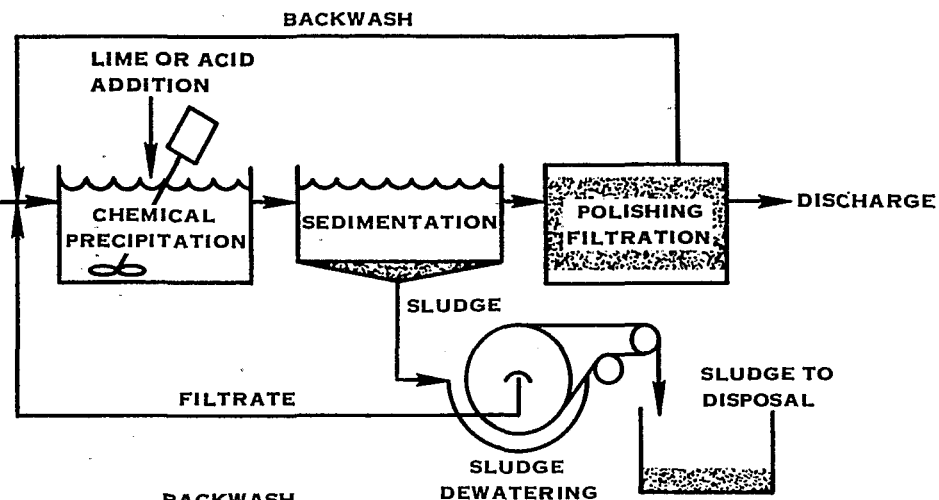 BACKWASH
LIME OR ACID
ADDITION
CHEMICAL
PRECIPITATION
SEDIMENTATION
POLISHING
FILTRATION
DISCHARGE
SLUDGE
FILTRATE
SLUDGE TO
DISPOSAL
SLUDGE
DEWATERING
BACKWASH